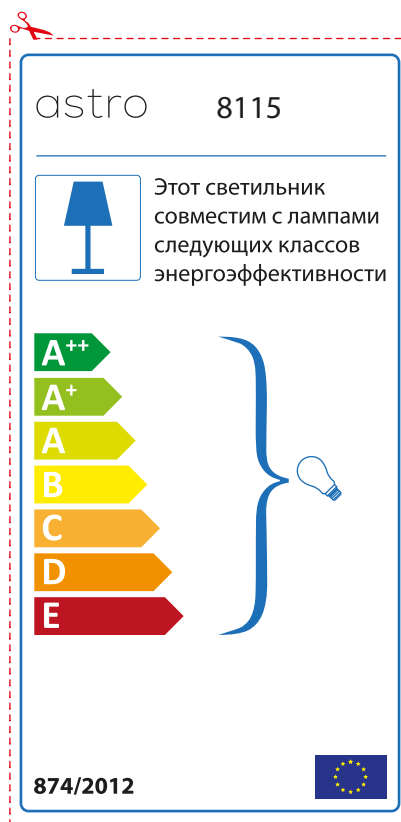 astro 8115
Этот светильник
совместим с лампами
следующих классов
энергоэффективности
A++
A+
A
B
C
D
E
874/2012